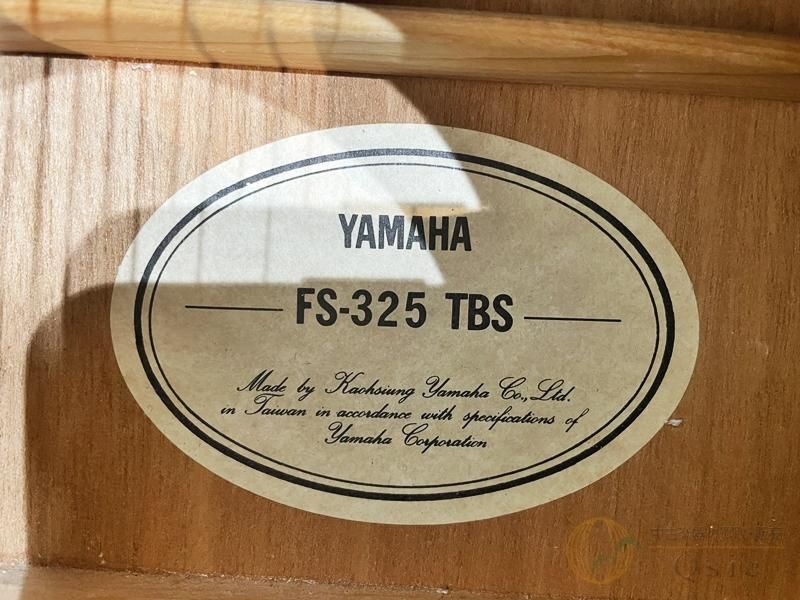 YAMAHA
FS-325 TBS
Made by Kaohsiung Yamaha Co., Ltd.
in Taiwan in accordance with specifications of
Yamaha Corporation
Qsic